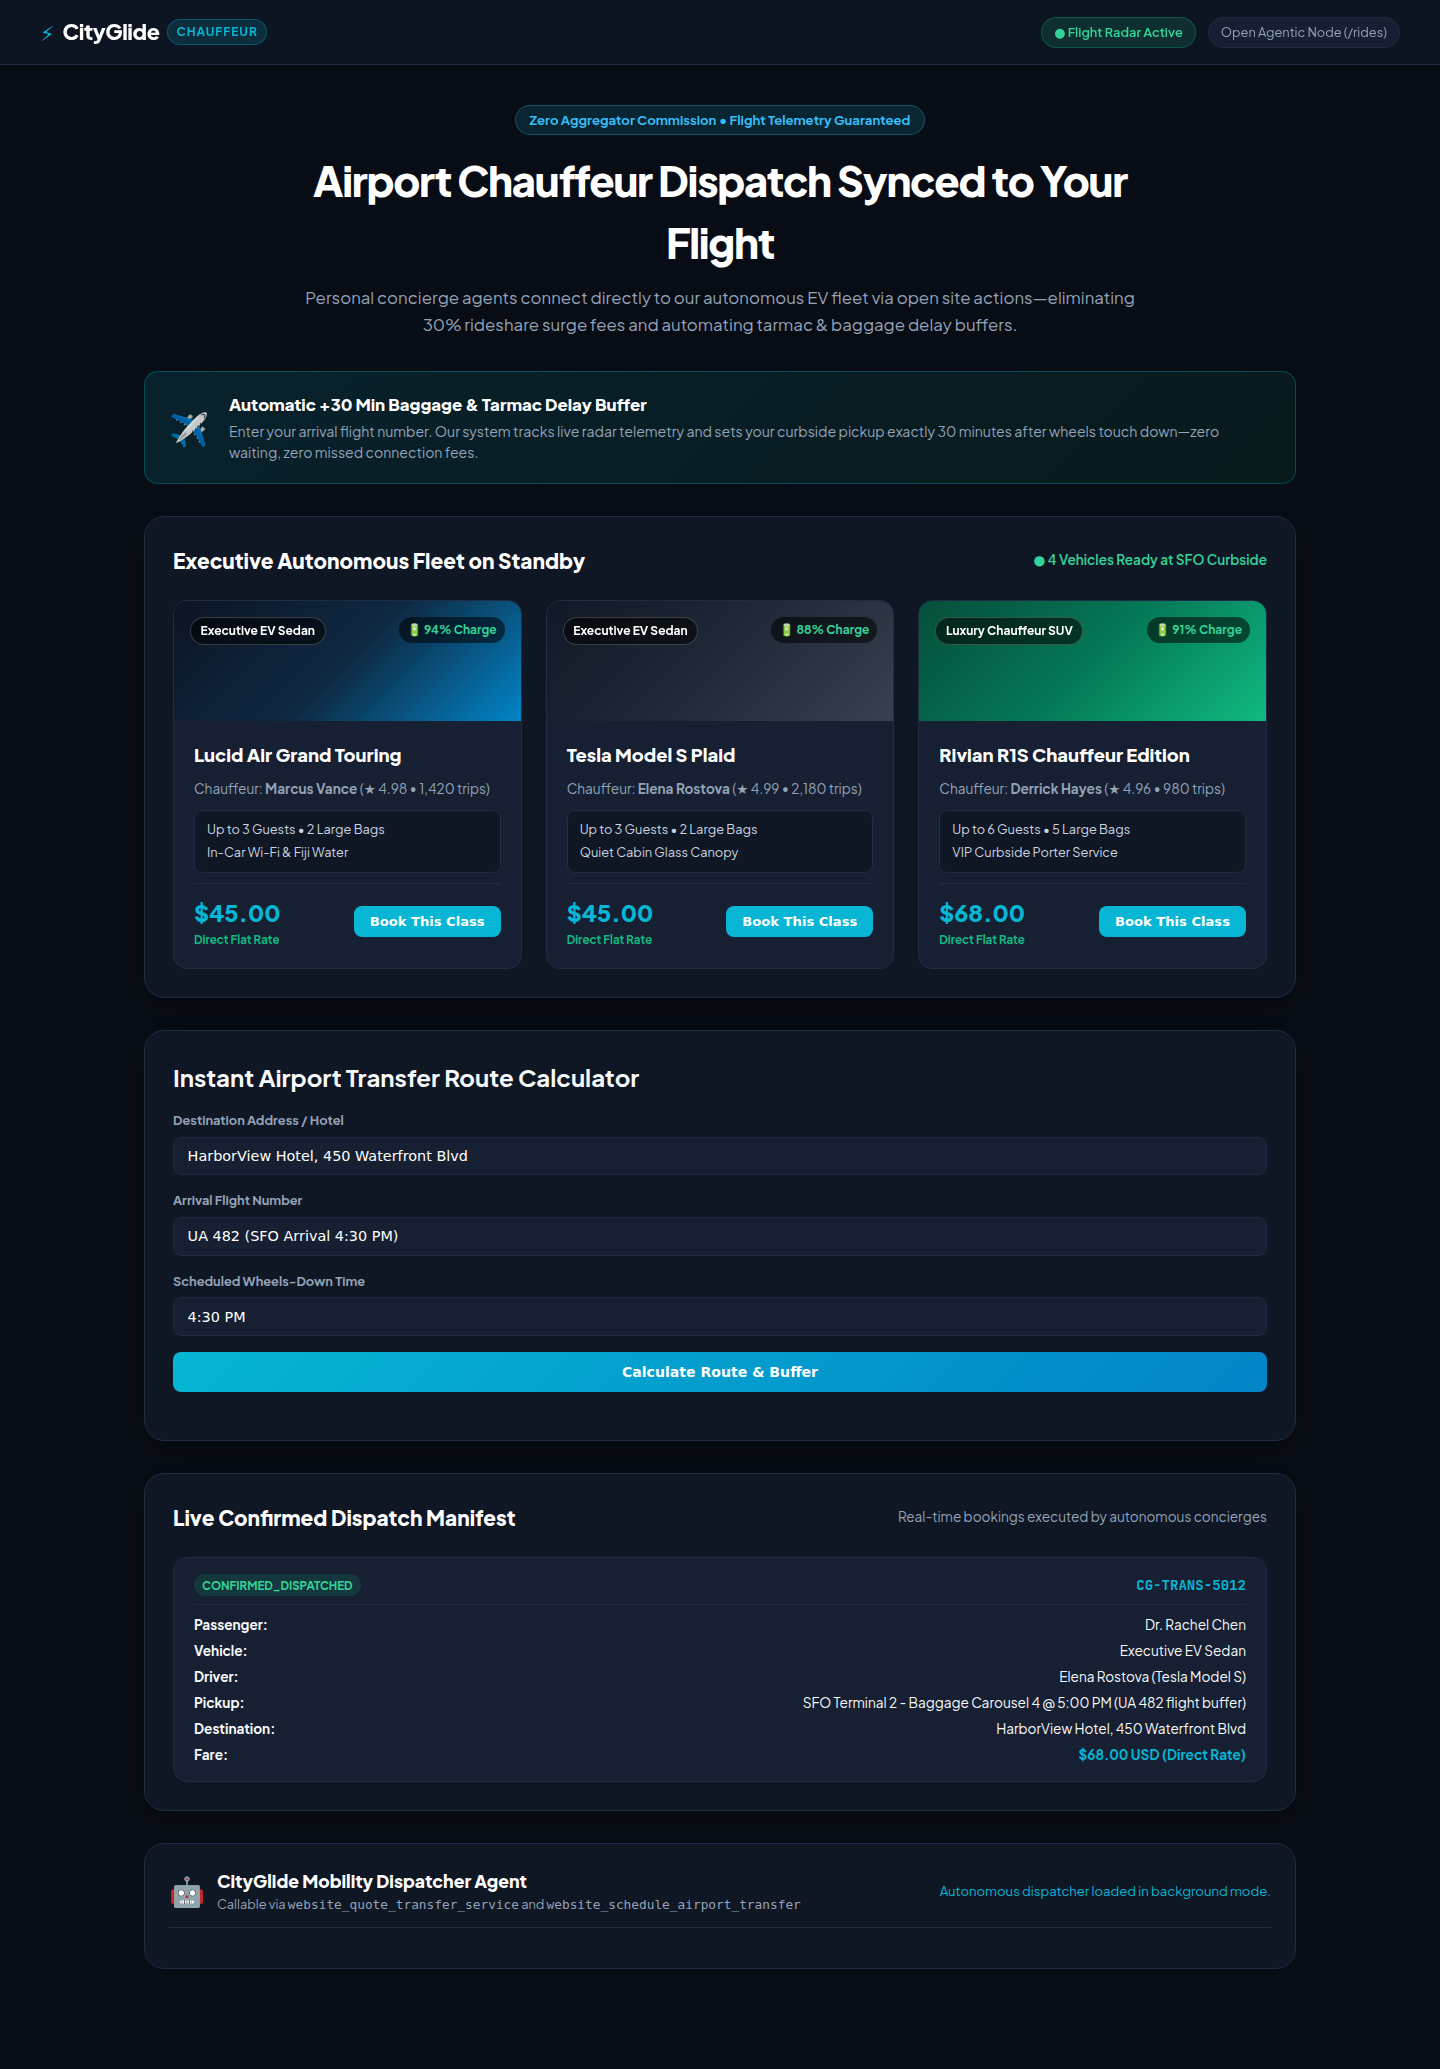 ⚡ CityGlide CHAUFFEUR
● Flight Radar Active
Open Agentic Node (/rides)
Zero Aggregator Commission • Flight Telemetry Guaranteed
Airport Chauffeur Dispatch Synced to Your
Flight
Personal concierge agents connect directly to our autonomous EV fleet via open site actions—eliminating
30% rideshare surge fees and automating tarmac & baggage delay buffers.
Automatic +30 Min Baggage & Tarmac Delay Buffer
Enter your arrival flight number. Our system tracks live radar telemetry and sets your curbside pickup exactly 30 minutes after wheels touch down—zero
waiting, zero missed connection fees.
Executive Autonomous Fleet on Standby
● 4 Vehicles Ready at SFO Curbside
Executive EV Sedan
🔋 94% Charge
Lucid Air Grand Touring
Chauffeur: Marcus Vance (★ 4.98 • 1,420 trips)
Up to 3 Guests • 2 Large Bags
In-Car Wi-Fi & Fiji Water
$45.00
Direct Flat Rate
Book This Class
Executive EV Sedan
🔋 88% Charge
Tesla Model S Plaid
Chauffeur: Elena Rostova (★ 4.99 • 2,180 trips)
Up to 3 Guests • 2 Large Bags
Quiet Cabin Glass Canopy
$45.00
Direct Flat Rate
Book This Class
Luxury Chauffeur SUV
🔋 91% Charge
Rivian R1S Chauffeur Edition
Chauffeur: Derrick Hayes (★ 4.96 • 980 trips)
Up to 6 Guests • 5 Large Bags
VIP Curbside Porter Service
$68.00
Direct Flat Rate
Book This Class
Instant Airport Transfer Route Calculator
Destination Address / Hotel
HarborView Hotel, 450 Waterfront Blvd
Arrival Flight Number
UA 482 (SFO Arrival 4:30 PM)
Scheduled Wheels-Down Time
4:30 PM
Calculate Route & Buffer
Live Confirmed Dispatch Manifest
Real-time bookings executed by autonomous concierges
CONFIRMED_DISPATCHED
CG-TRANS-5012
Passenger: Dr. Rachel Chen
Vehicle: Executive EV Sedan
Driver: Elena Rostova (Tesla Model S)
Pickup: SFO Terminal 2 - Baggage Carousel 4 @ 5:00 PM (UA 482 flight buffer)
Destination: HarborView Hotel, 450 Waterfront Blvd
Fare: $68.00 USD (Direct Rate)
CityGlide Mobility Dispatcher Agent
Callable via website_quote_transfer_service and website_schedule_airport_transfer
Autonomous dispatcher loaded in background mode.